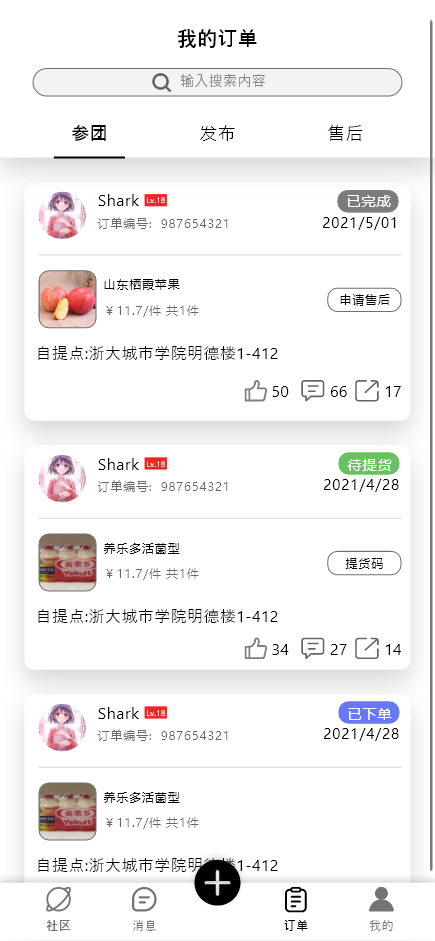 我的订单
输入搜索内容
参团 发布 售后
Shark Lv.18 已完成
订单编号: 987654321 2021/5/01
山东栖霞苹果
￥11.7/件 共1件 申请售后
自提点:浙大城市学院明德楼1-412
50 66 17
Shark Lv.18 待提货
订单编号: 987654321 2021/4/28
养乐多活菌型
￥11.7/件 共1件 提货码
自提点:浙大城市学院明德楼1-412
Yakult
34 27 14
Shark Lv.18 已下单
订单编号: 987654321 2021/4/28
养乐多活菌型
￥11.7/件 共1件
自提点:浙大城市学院明德楼1-412
社区 消息 订单 我的